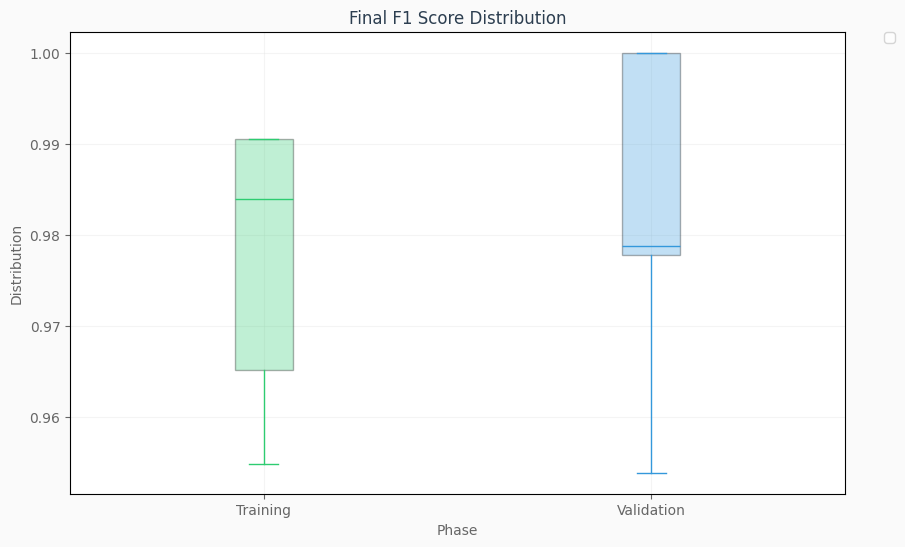 Final F1 Score Distribution
1.00
0.99
0.98
0.97
0.96
Distribution
Training
Validation
Phase